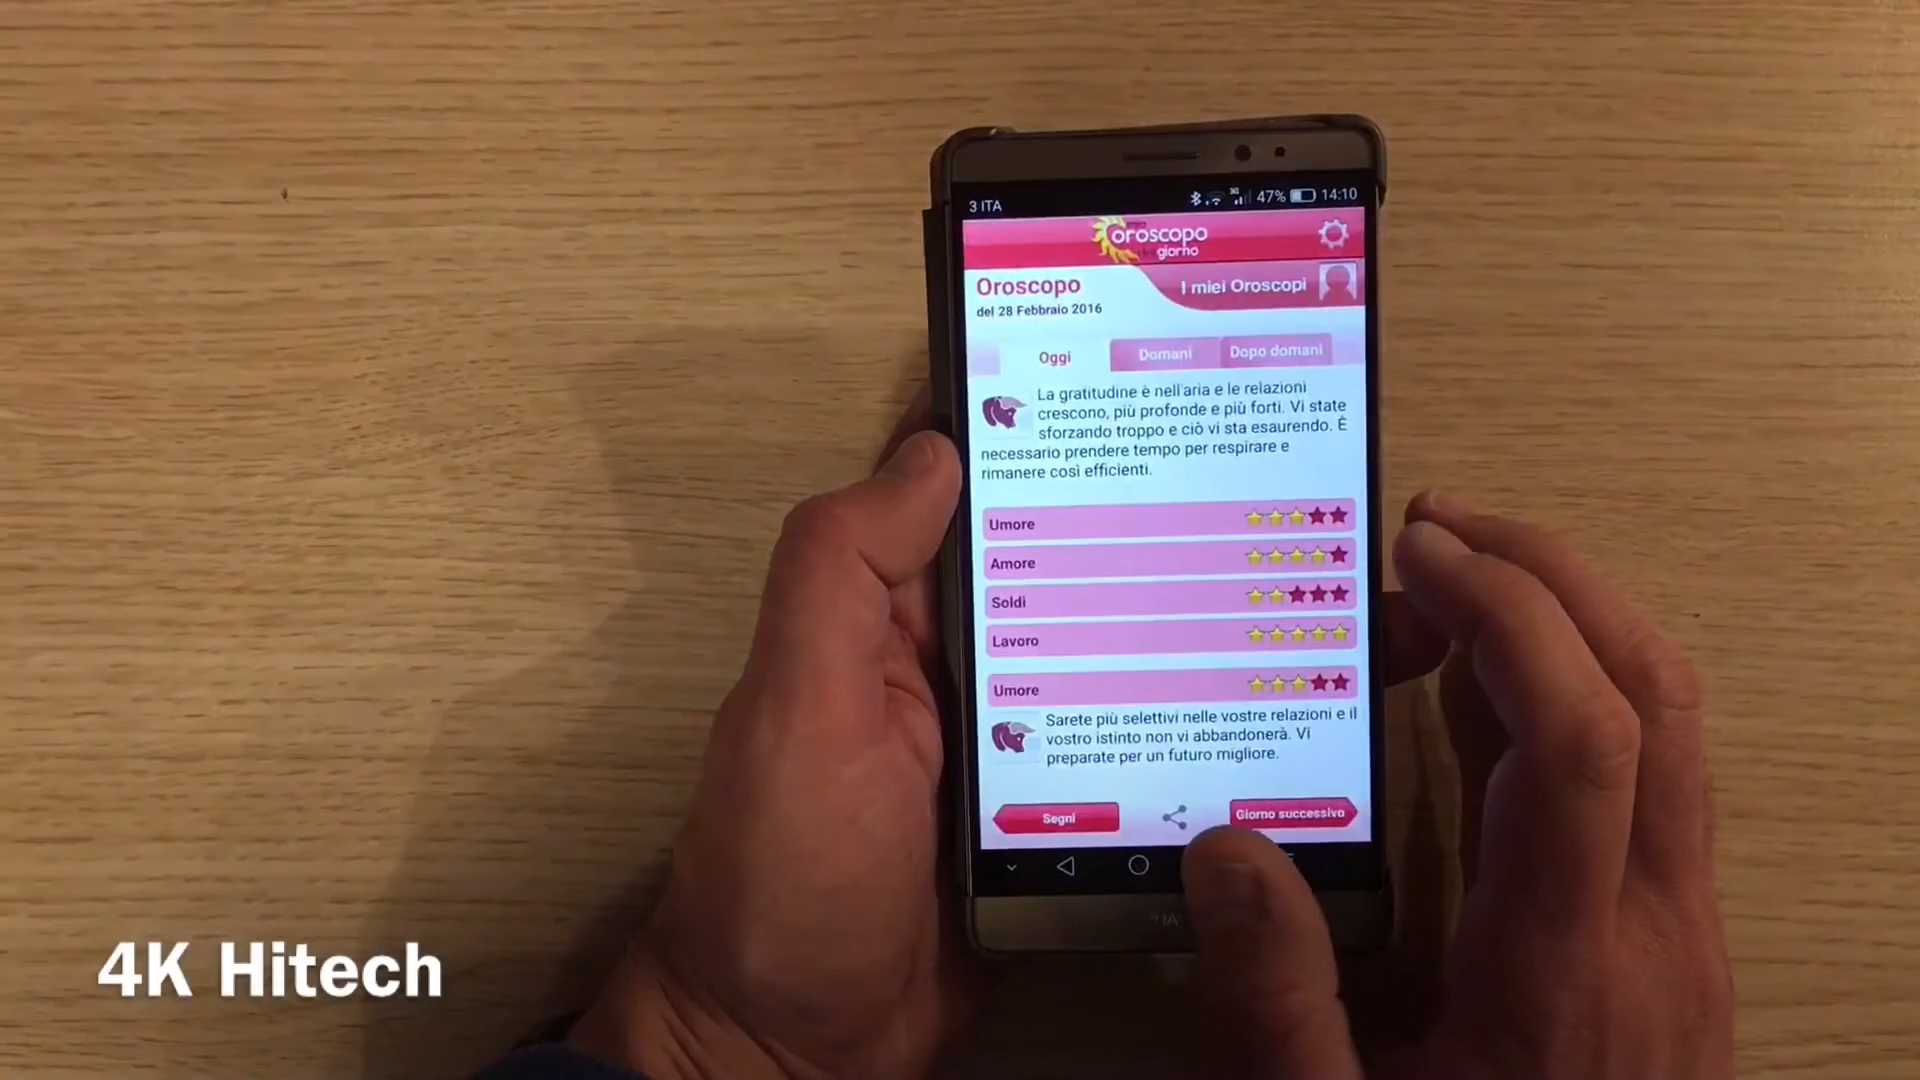 3 ITA
47%
14:10
oroscopo
giorno
Oroscopo
I miei Oroscopi
del 28 Febbraio 2016
Oggi
Domani
Dopo domani
La gratitudine è nell'aria e le relazioni
crescono, più profonde e più forti. Vi state
sforzando troppo e ciò vi sta esaurendo. È
necessario prendere tempo per respirare e
rimanere così efficienti.
Umore
Amore
Soldi
Lavoro
Umore
Sarete più selettivi nelle vostre relazioni e il
vostro istinto non vi abbandonerà. Vi
preparate per un futuro migliore.
Segni
Giorno successivo
4K Hitech